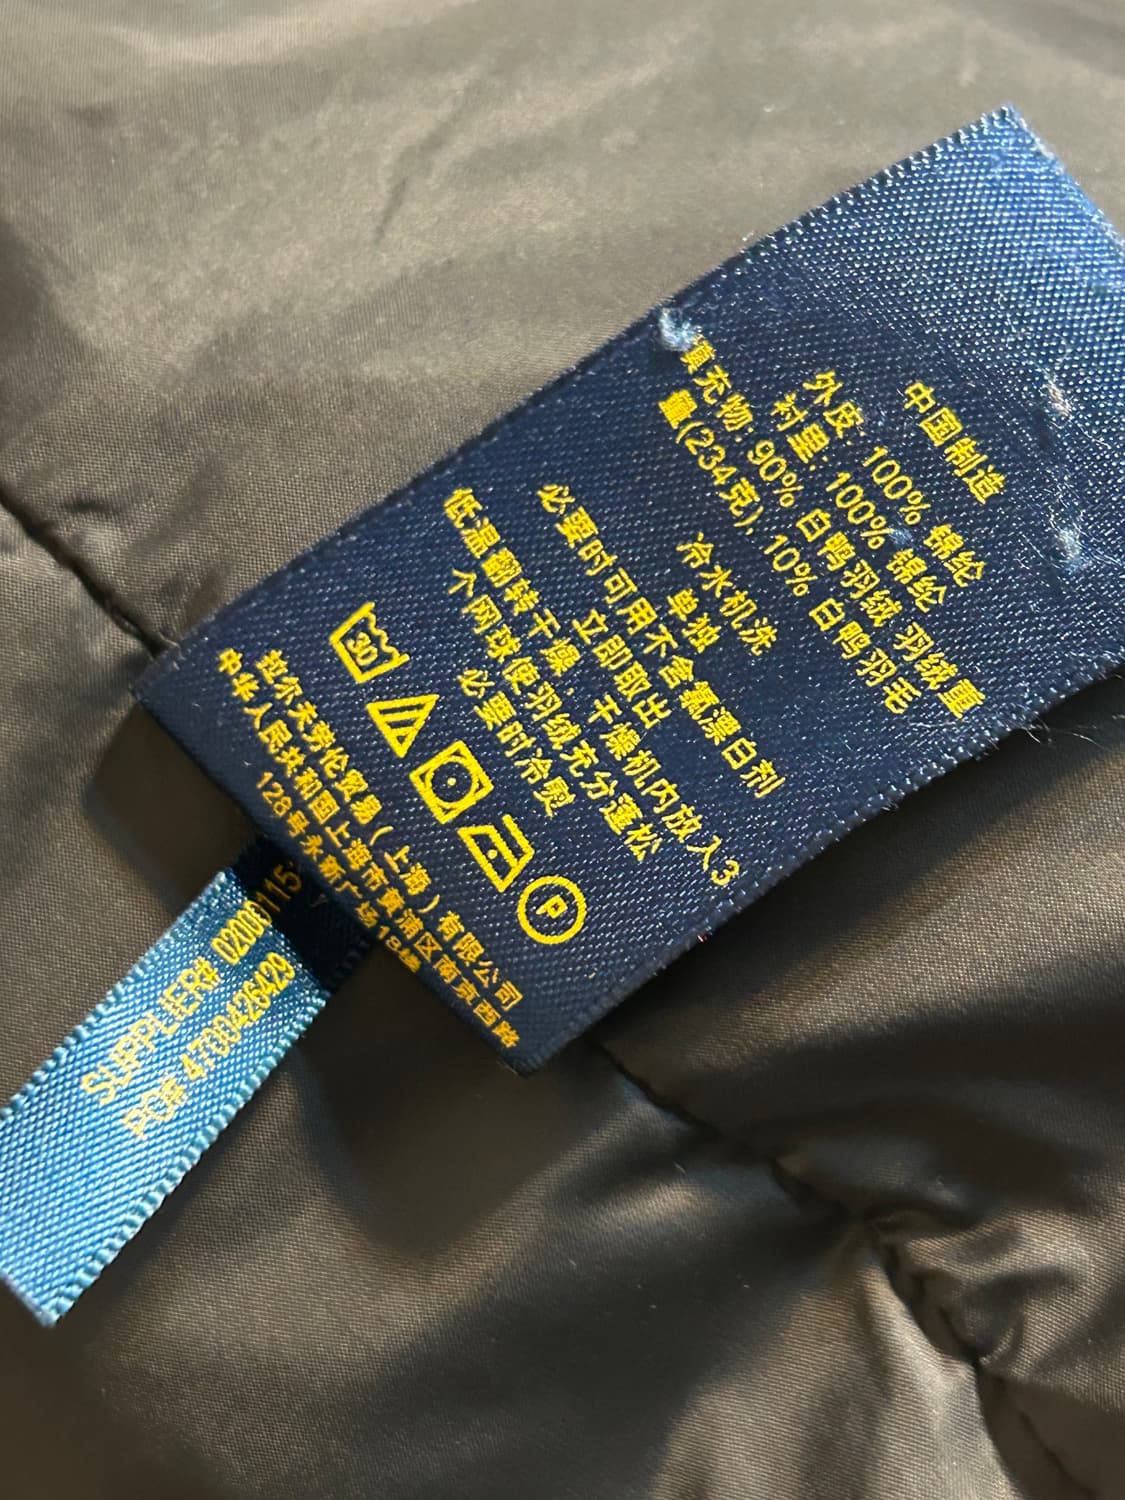 中国制造
外皮: 100% 锦纶
衬里: 100% 锦纶
填充物: 90% 白鸭羽绒 羽绒重
量(234克), 10% 白鸭羽毛
冷水机洗
单独
必要时可用不含氯漂白剂
立即取出
低温翻转干燥, 干燥机内放入3
个网球使羽绒充分蓬松
必要时冷熨
30
P
拉尔夫劳伦贸易(上海)有限公司
中华人民共和国上海市黄浦区南京西路
128号永新广场18楼
SUPPLIER# 02003115
PO# 4700426429